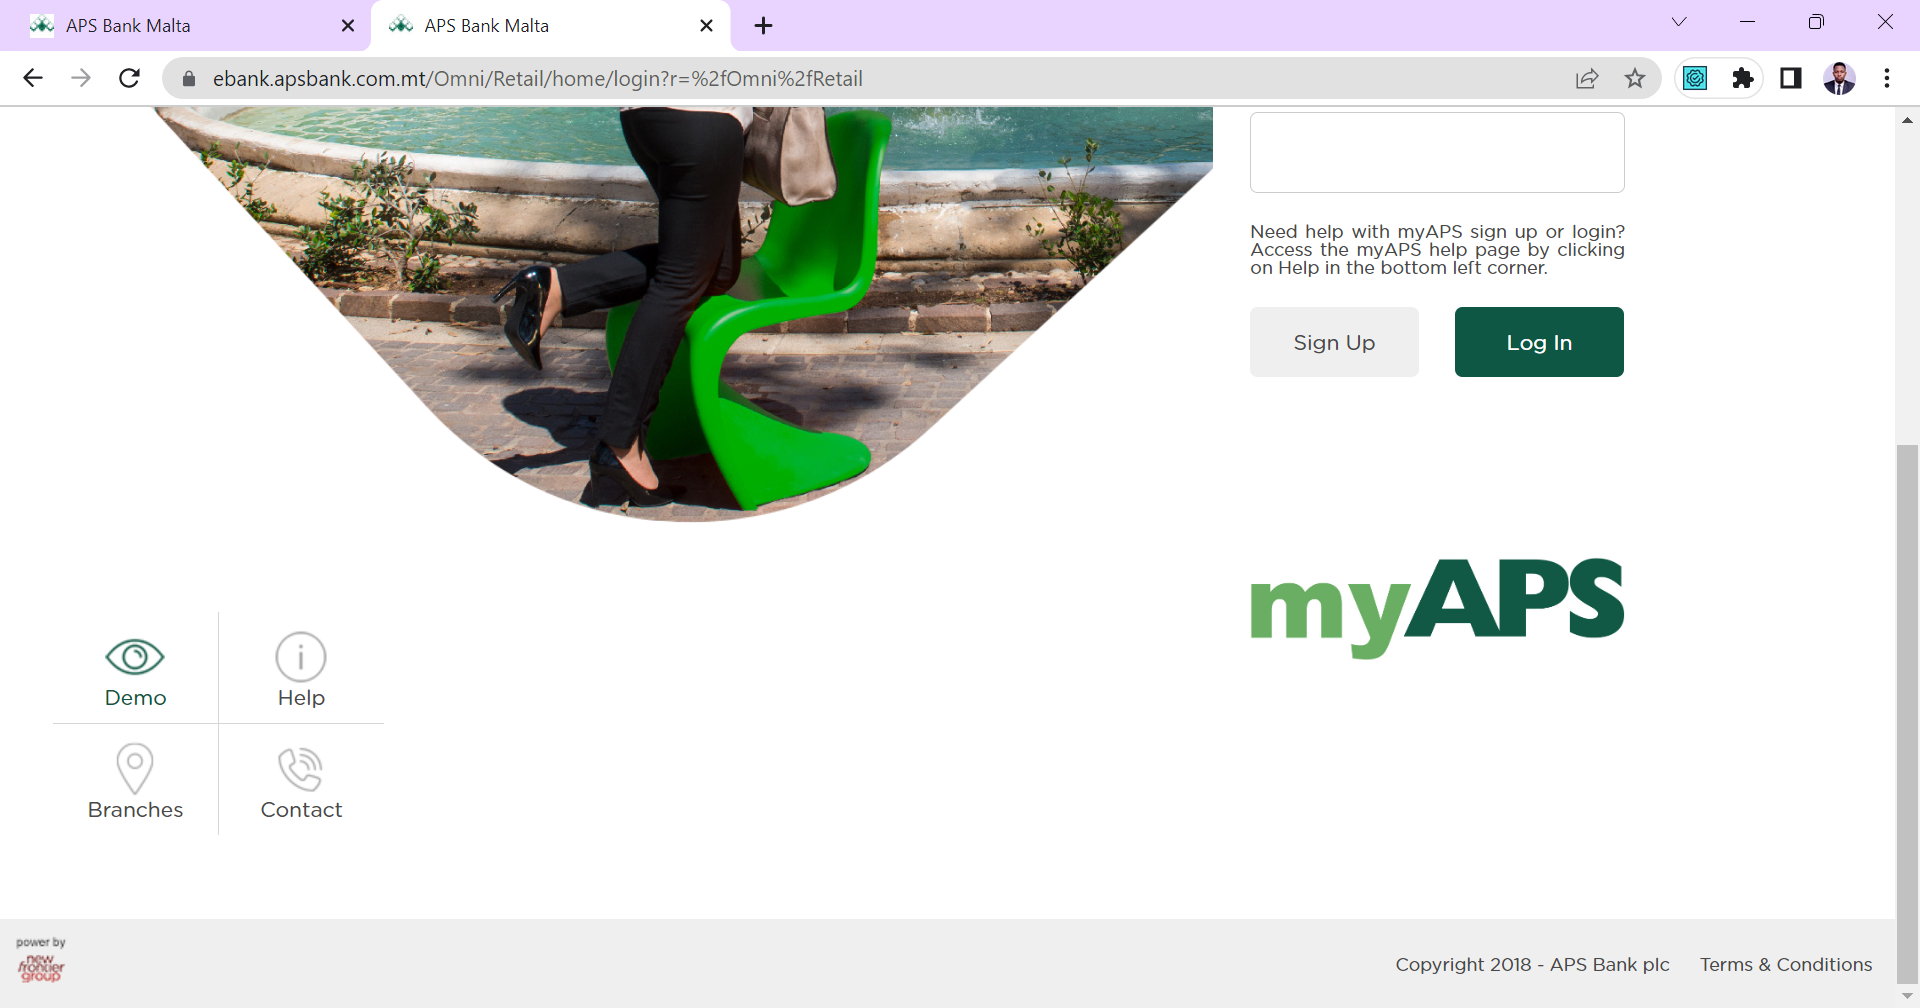 APS Bank Malta
APS Bank Malta
ebank.apsbank.com.mt/Omni/Retail/home/login?r=%2fOmni%2fRetail
Need help with myAPS sign up or login?
Access the myAPS help page by clicking
on Help in the bottom left corner.
Sign Up
Log In
myAPS
Demo
Help
Branches
Contact
power by
new
frontier
group
Copyright 2018 - APS Bank plc
Terms & Conditions